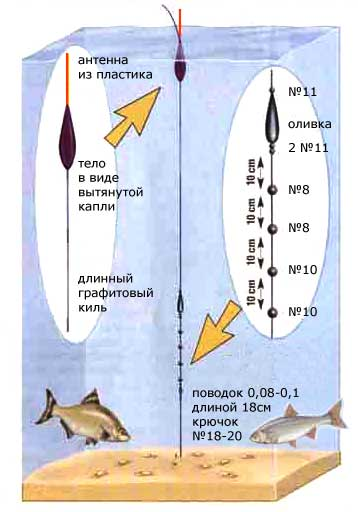 антенна
из пластика
тело
в виде
вытянутой
капли
длинный
графитовый
киль
№11
оливка
2 №11
10 cm
№8
10 cm
№8
10 cm
№10
10 cm
№10
поводок 0,08-0,1
длиной 18см
крючок
№18-20